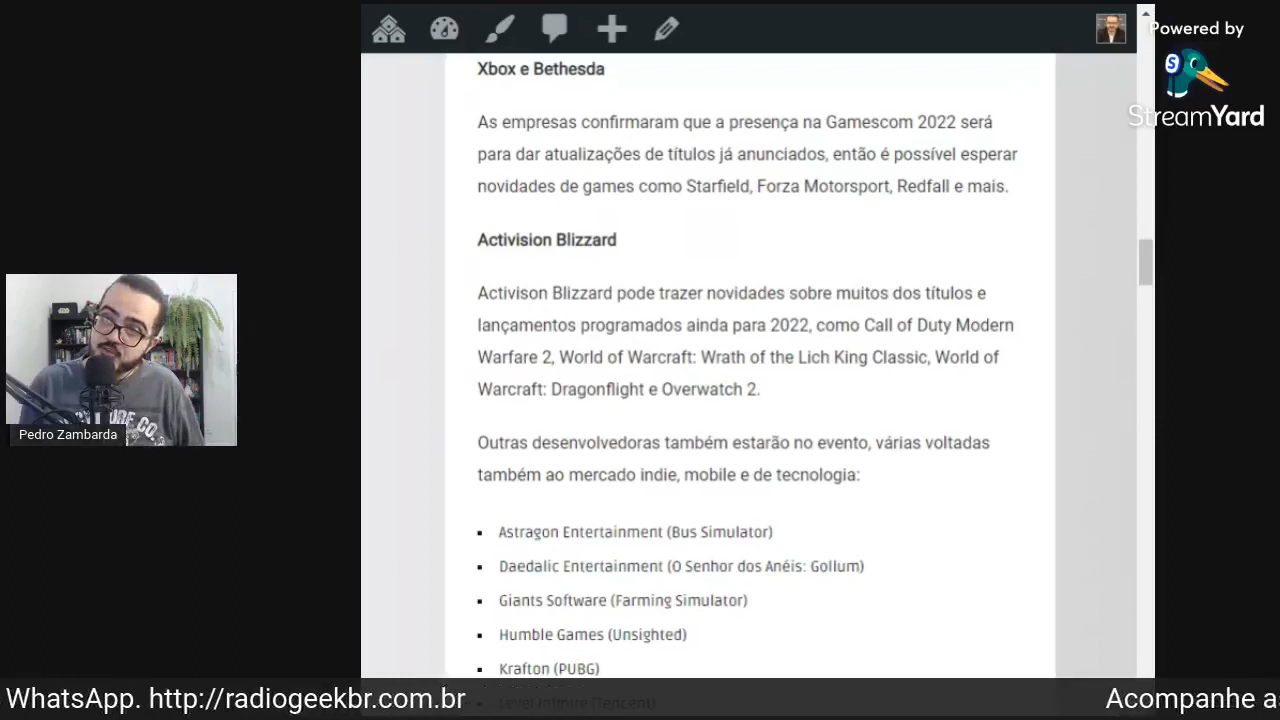 Powered by
StreamYard
Xbox e Bethesda
As empresas confirmaram que a presença na Gamescom 2022 será
para dar atualizações de títulos já anunciados, então é possível esperar
novidades de games como Starfield, Forza Motorsport, Redfall e mais.
Activision Blizzard
Activison Blizzard pode trazer novidades sobre muitos dos títulos e
lançamentos programados ainda para 2022, como Call of Duty Modern
Warfare 2, World of Warcraft: Wrath of the Lich King Classic, World of
Warcraft: Dragonflight e Overwatch 2.
Outras desenvolvedoras também estarão no evento, várias voltadas
também ao mercado indie, mobile e de tecnologia:
Astragon Entertainment (Bus Simulator)
Daedalic Entertainment (O Senhor dos Anéis: Gollum)
Giants Software (Farming Simulator)
Humble Games (Unsighted)
Krafton (PUBG)
Level Infinite (Tencent)
Pedro Zambarda
WhatsApp. http://radiogeekbr.com.br
Acompanhe a